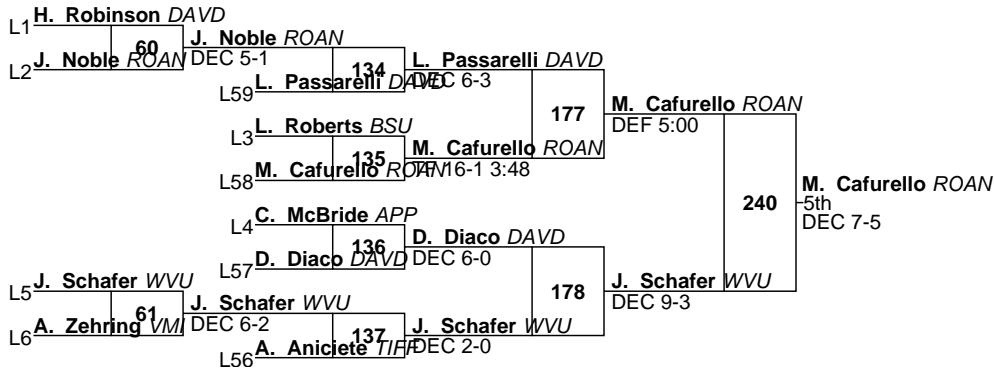 L1 H. Robinson DAVD
60
J. Noble ROAN
DEC 5-1
L2 J. Noble ROAN
134
L. Passarelli DAVD
DEC 6-3
L59 L. Passarelli DAVD
177
M. Cafurello ROAN
DEF 5:00
L3 L. Roberts BSU
135
M. Cafurello ROAN
TF 16-1 3:48
L58 M. Cafurello ROAN
240
M. Cafurello ROAN
5th
DEC 7-5
L4 C. McBride APP
136
D. Diaco DAVD
DEC 6-0
L57 D. Diaco DAVD
178
J. Schafer WVU
DEC 9-3
L5 J. Schafer WVU
61
J. Schafer WVU
DEC 6-2
L6 A. Zehring VMI
137
J. Schafer WVU
DEC 2-0
L56 A. Aniciete TIFF